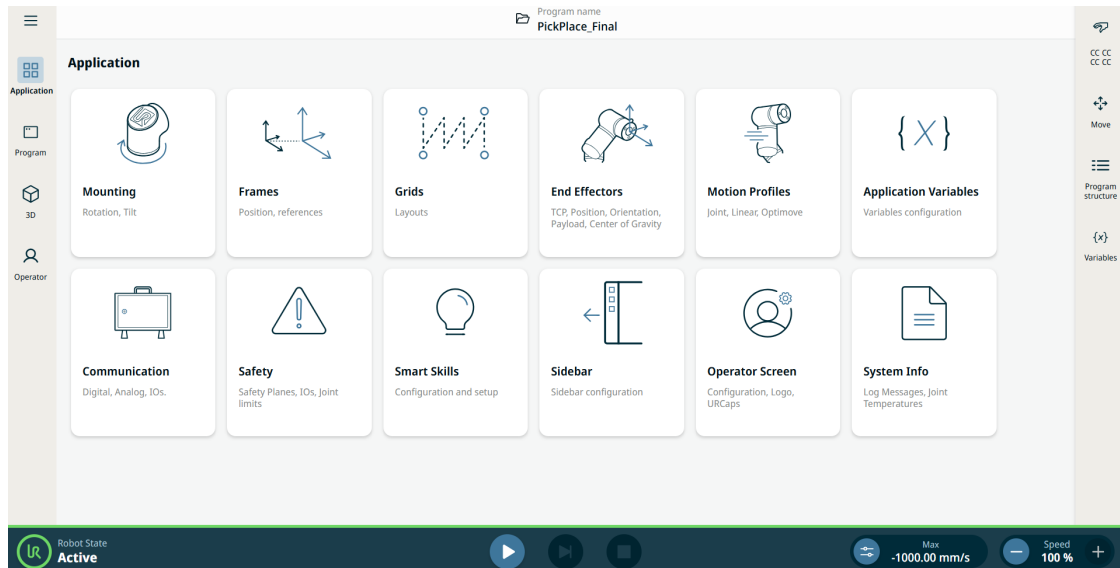 Program name
PickPlace_Final
Application
Application
Program
3D
Operator
Mounting
Rotation, Tilt
Frames
Position, references
Grids
Layouts
End Effectors
TCP, Position, Orientation,
Payload, Center of Gravity
Motion Profiles
Joint, Linear, Optimove
{X}
Application Variables
Variables configuration
Communication
Digital, Analog, IOs.
Safety
Safety Planes, IOs, Joint
limits
Smart Skills
Configuration and setup
Sidebar
Sidebar configuration
Operator Screen
Configuration, Logo,
URCaps
System Info
Log Messages, Joint
Temperatures
CC CC
CC CC
Move
Program
structure
{x}
Variables
UR
Robot State
Active
Max
-1000.00 mm/s
Speed
100 %